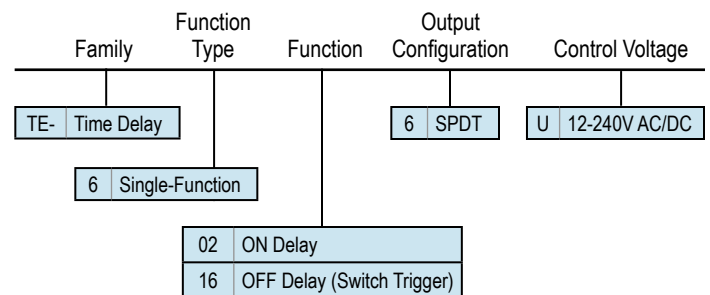 Family Function Type Function Output Configuration Control Voltage
TE- Time Delay
6 SPDT
U 12-240V AC/DC
6 Single-Function
02 ON Delay
16 OFF Delay (Switch Trigger)